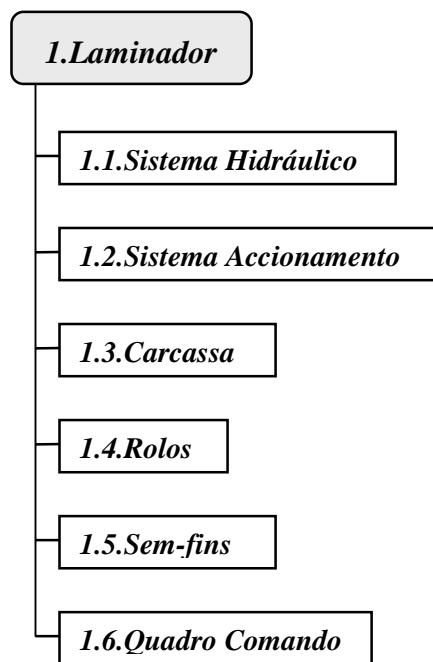 1.Laminador
1.1.Sistema Hidráulico
1.2.Sistema Accionamento
1.3.Carcassa
1.4.Rolos
1.5.Sem-fins
1.6.Quadro Comando